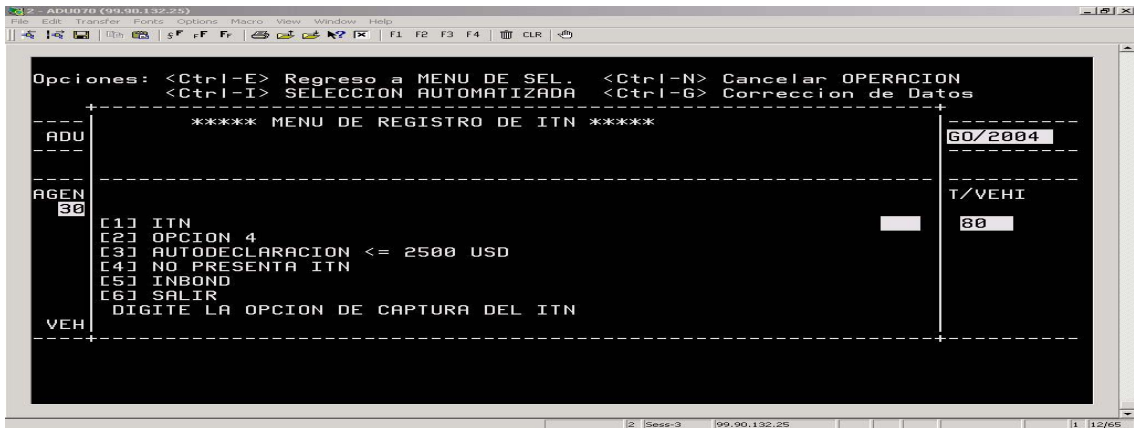 2 - ADU070 (99.90.132.25)
File Edit Transfer Fonts Options Macro View Window Help
F1 F2 F3 F4 CLR
Opciones: <Ctrl-E> Regreso a MENU DE SEL. <Ctrl-N> Cancelar OPERACION
<Ctrl-I> SELECCION AUTOMATIZADA <Ctrl-G> Correccion de Datos
***** MENU DE REGISTRO DE ITN *****
ADU GO/2004
AGEN T/VEHI
30
[1] ITN 80
[2] OPCION 4
[3] AUTODECLARACION <= 2500 USD
[4] NO PRESENTA ITN
[5] INBOND
[6] SALIR
DIGITE LA OPCION DE CAPTURA DEL ITN
VEH
2 Sess-3 99.90.132.25 1 12/65